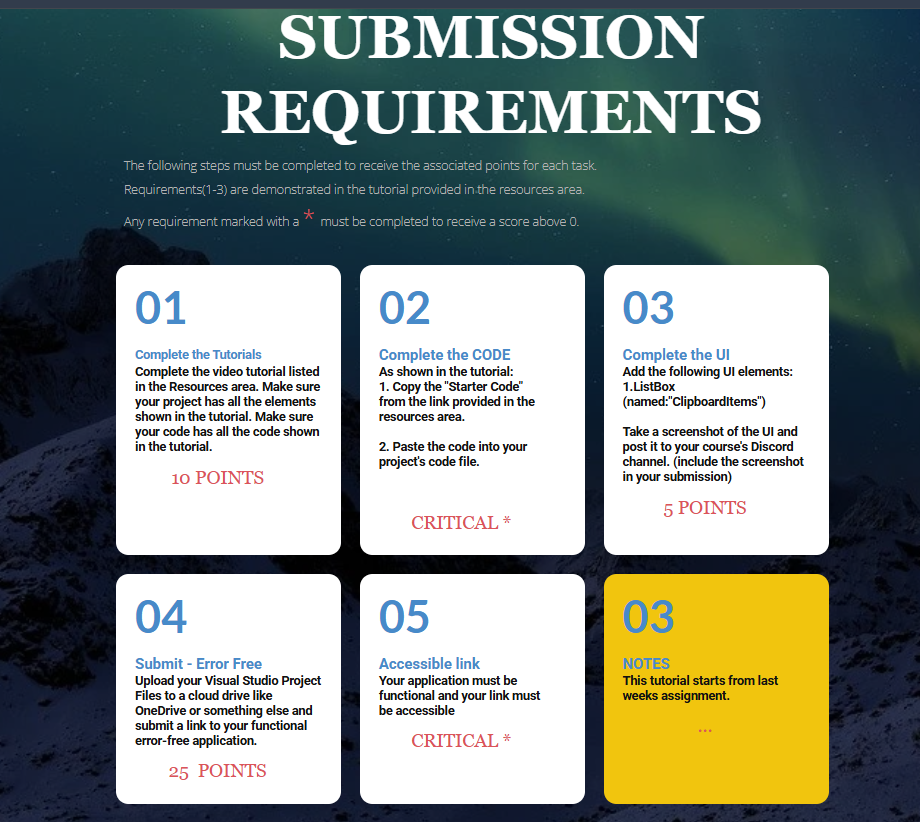 SUBMISSION
REQUIREMENTS
The following steps must be completed to receive the associated points for each task.
Requirements(1-3) are demonstrated in the tutorial provided in the resources area.
Any requirement marked with a * must be completed to receive a score above 0.
01
Complete the Tutorials
Complete the video tutorial listed
in the Resources area. Make sure
your project has all the elements
shown in the tutorial. Make sure
your code has all the code shown
in the tutorial.
10 POINTS
02
Complete the CODE
As shown in the tutorial:
1. Copy the "Starter Code"
from the link provided in the
resources area.
2. Paste the code into your
project's code file.
CRITICAL *
03
Complete the UI
Add the following UI elements:
1.ListBox
(named:"ClipboardItems")
Take a screenshot of the UI and
post it to your course's Discord
channel. (include the screenshot
in your submission)
5 POINTS
04
Submit - Error Free
Upload your Visual Studio Project
Files to a cloud drive like
OneDrive or something else and
submit a link to your functional
error-free application.
25 POINTS
05
Accessible link
Your application must be
functional and your link must
be accessible
CRITICAL *
03
NOTES
This tutorial starts from last
weeks assignment.
...